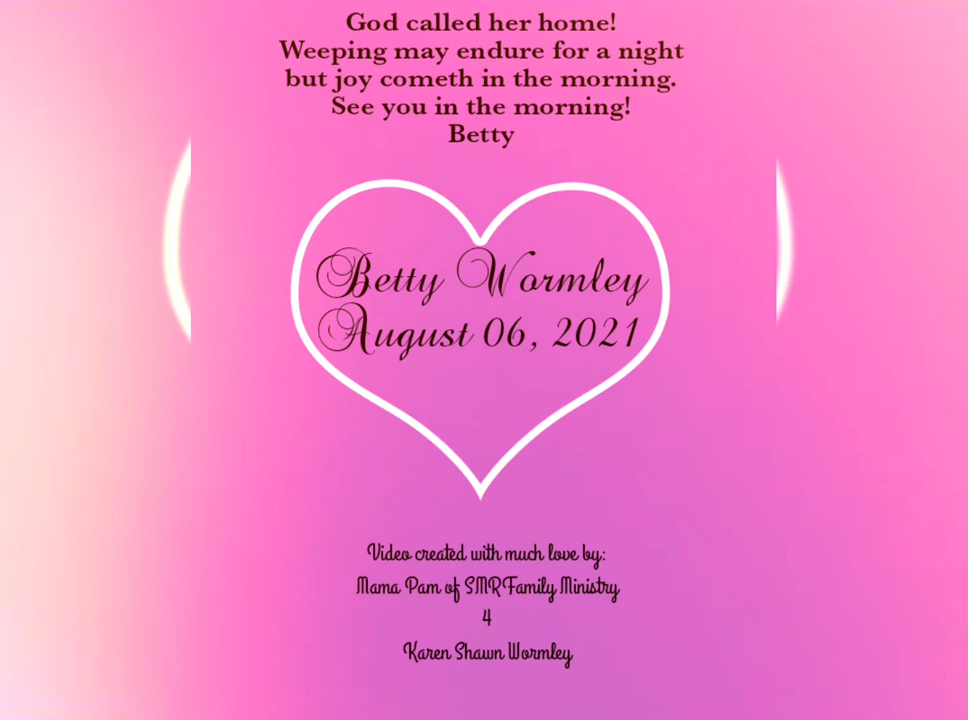 God called her home!
Weeping may endure for a night
but joy cometh in the morning.
See you in the morning!
Betty
Betty Wormley
August 06, 2021
Video created with much love by:
Mama Pam of SMRFamily Ministry
4
Karen Shawn Wormley